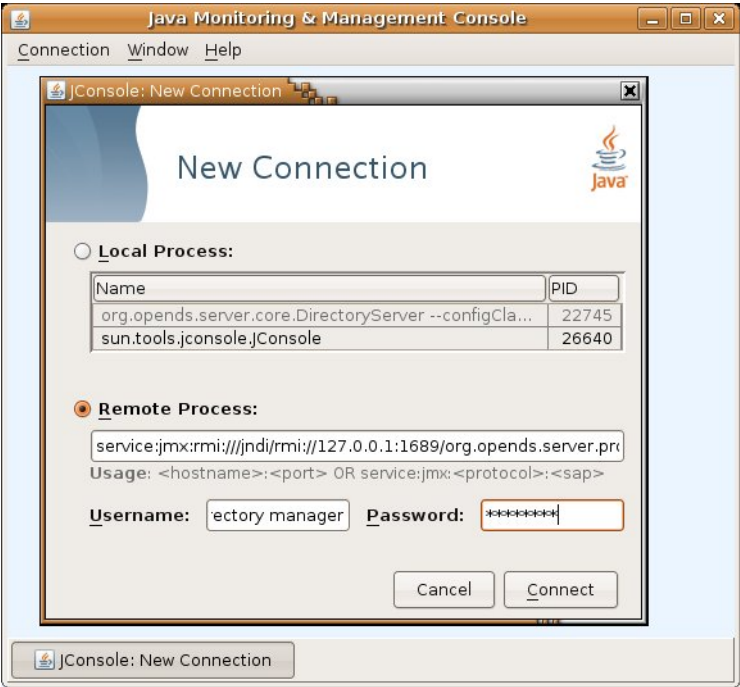 Java Monitoring & Management Console
Connection Window Help
JConsole: New Connection
New Connection
Java
Local Process:
Name PID
org.opends.server.core.DirectoryServer --configCla... 22745
sun.tools.jconsole.JConsole 26640
Remote Process:
service:jmx:rmi:///jndi/rmi://127.0.0.1:1689/org.opends.server.pro
Usage: <hostname>:<port> OR service:jmx:<protocol>:<sap>
Username: ectory manager Password: ********
Cancel Connect
JConsole: New Connection